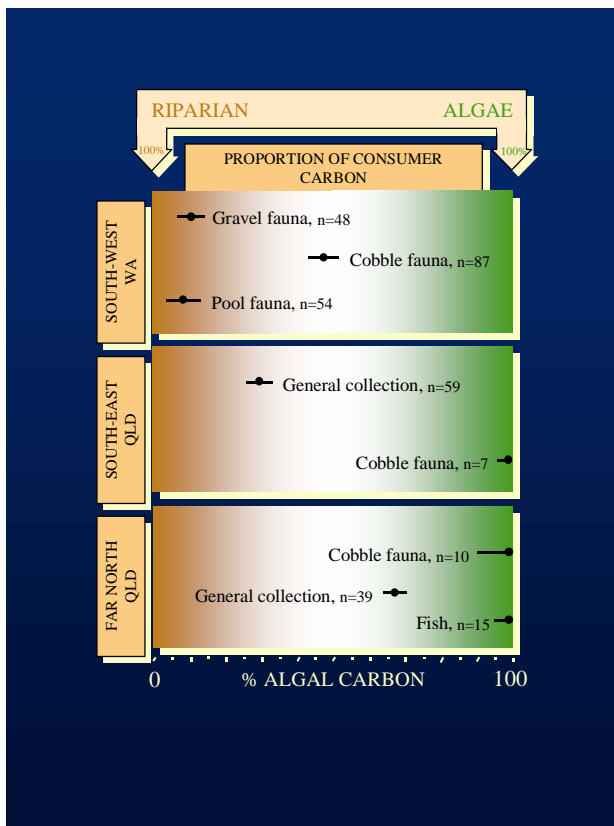 RIPARIAN ALGAE
100% 100%
PROPORTION OF CONSUMER
CARBON
SOUTH-WEST
WA
Gravel fauna, n=48
Cobble fauna, n=87
Pool fauna, n=54
SOUTH-EAST
QLD
General collection, n=59
Cobble fauna, n=7
FAR NORTH
QLD
Cobble fauna, n=10
General collection, n=39
Fish, n=15
0 % ALGAL CARBON 100